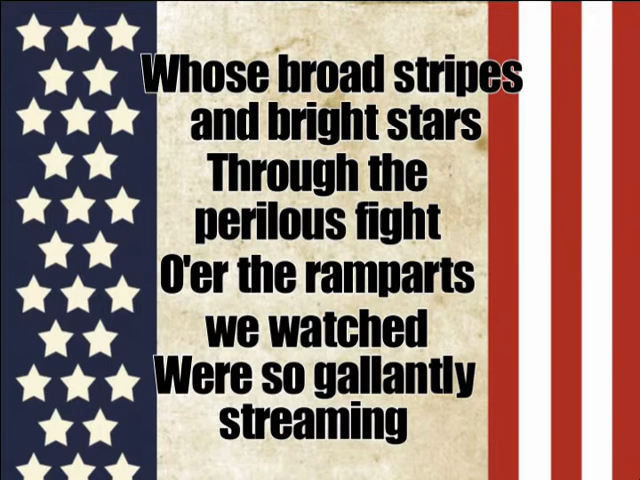 Whose broad stripes
and bright stars
Through the
perilous fight
O'er the ramparts
we watched
Were so gallantly
streaming